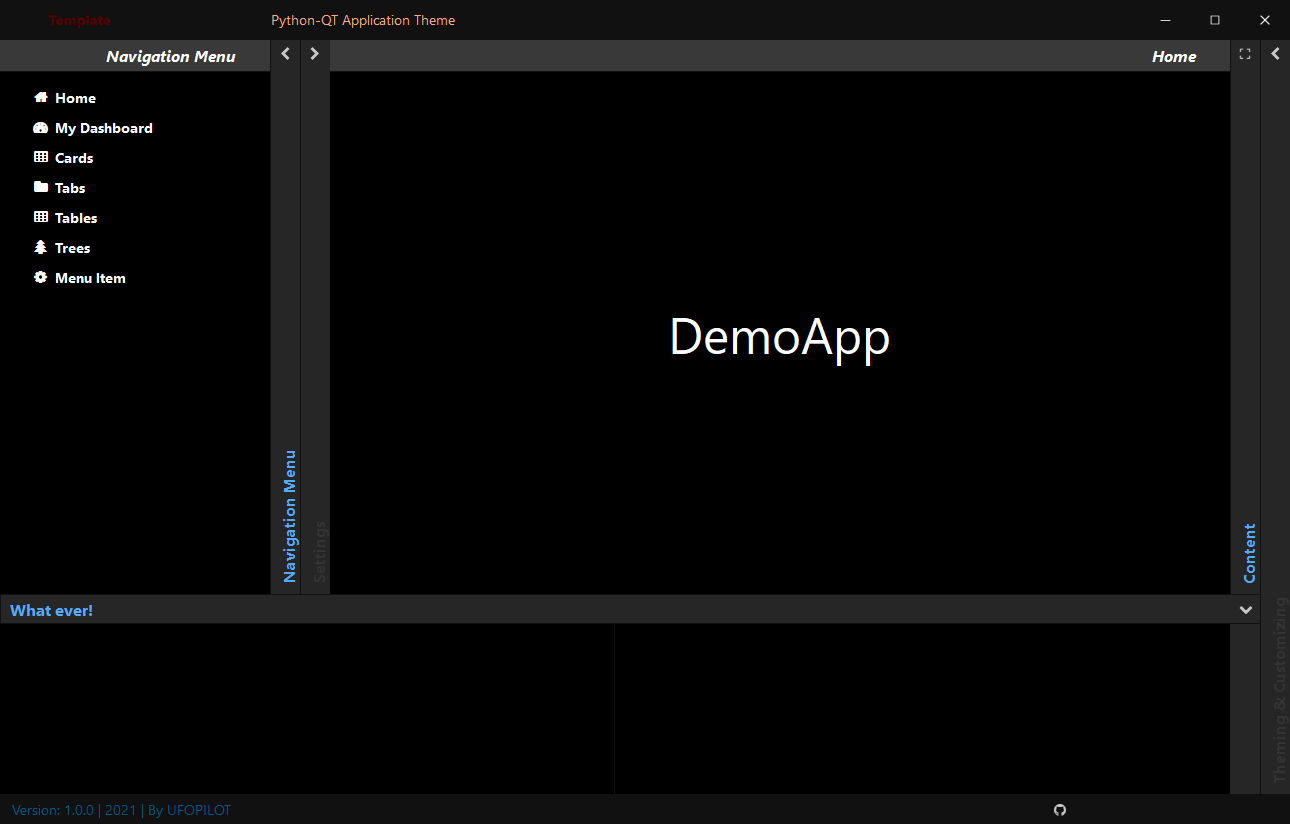 Template
Python-QT Application Theme
Navigation Menu
Home
Home
My Dashboard
Cards
Tabs
Tables
Trees
Menu Item
Navigation Menu
Settings
DemoApp
Content
Theming & Customizing
What ever!
Version: 1.0.0 | 2021 | By UFOPILOT